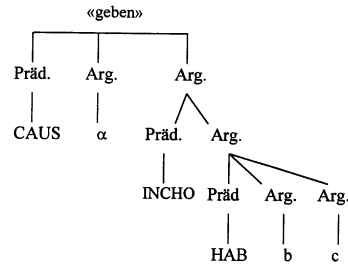 «geben»
Präd. Arg. Arg.
CAUS α Präd. Arg.
INCHO Präd Arg. Arg.
HAB b c